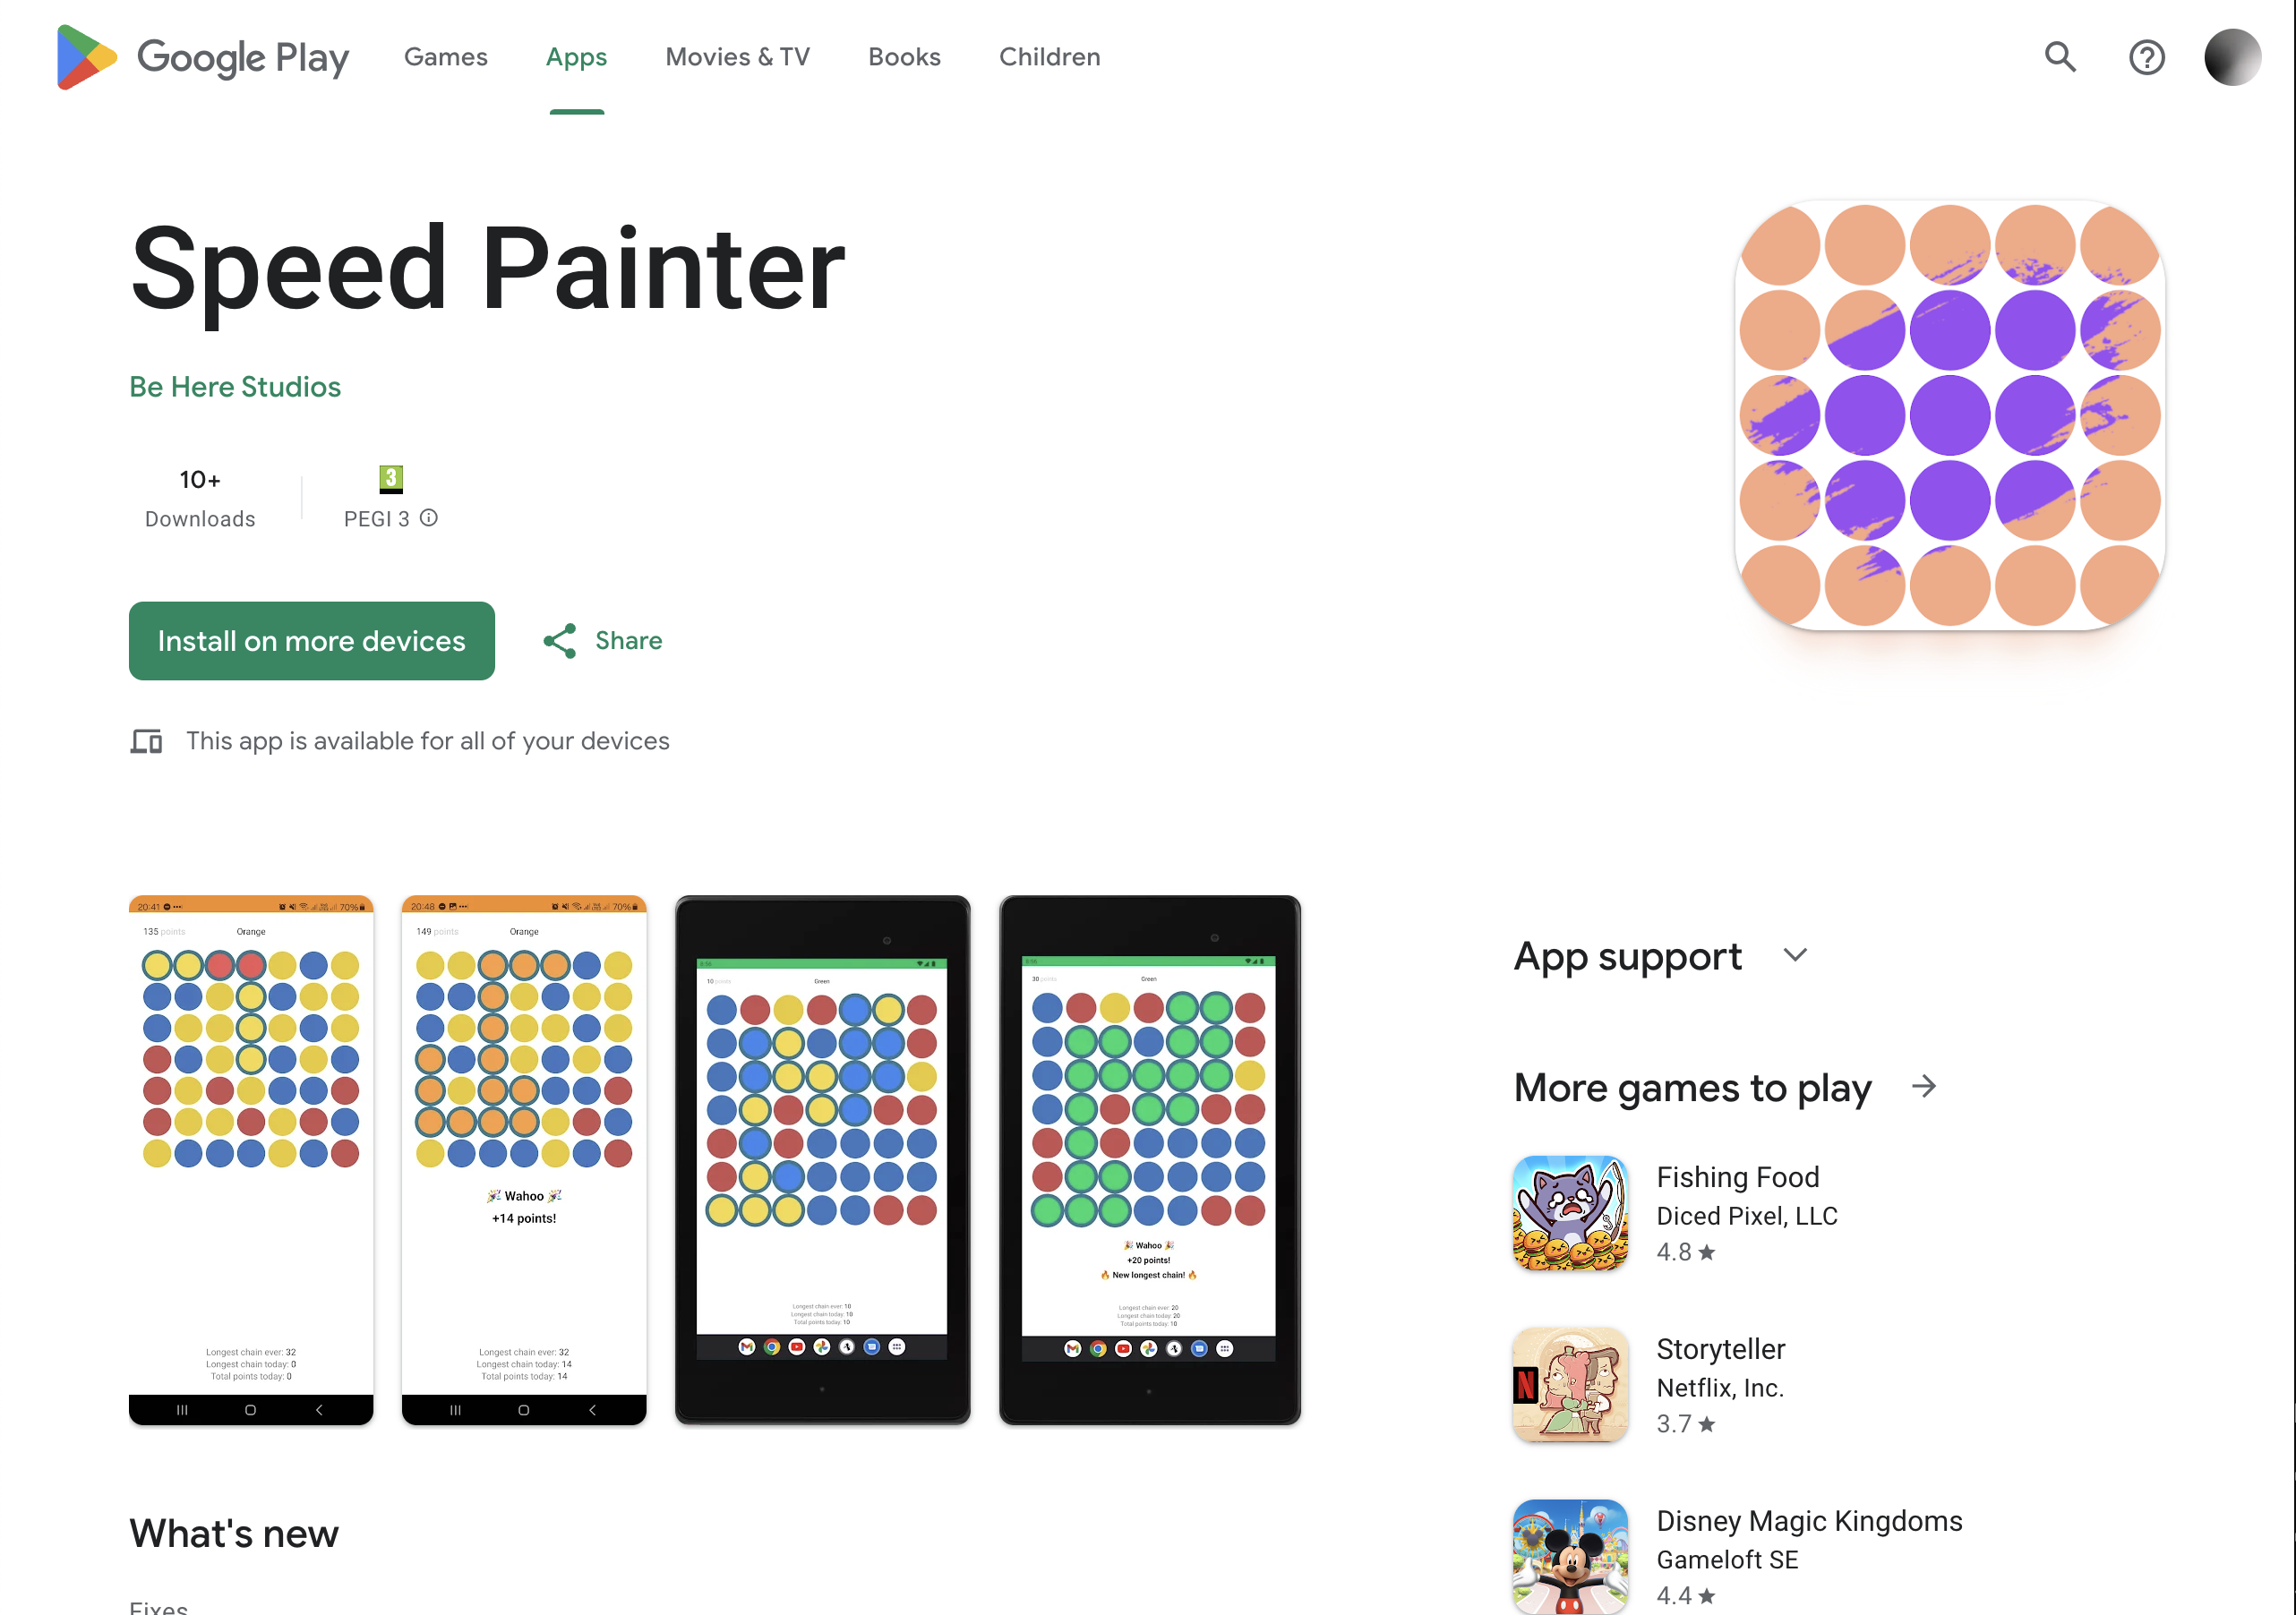 Google Play
Games
Apps
Movies & TV
Books
Children
Speed Painter
Be Here Studios
10+
Downloads
3
PEGI 3
Install on more devices
Share
This app is available for all of your devices
20:41
70%
135 points
Orange
Longest chain ever: 32
Longest chain today: 0
Total points today: 0
20:48
70%
149 points
Orange
🎉 Wahoo 🎉
+14 points!
Longest chain ever: 32
Longest chain today: 14
Total points today: 14
10 points
Green
Longest chain ever: 10
Longest chain today: 10
Total points today: 10
30 points
Green
🎉 Wahoo 🎉
+20 points!
🔥 New longest chain! 🔥
Longest chain ever: 20
Longest chain today: 20
Total points today: 10
App support
More games to play
Fishing Food
Diced Pixel, LLC
4.8 ★
N
Storyteller
Netflix, Inc.
3.7 ★
Disney Magic Kingdoms
Gameloft SE
4.4 ★
What's new
Fixes